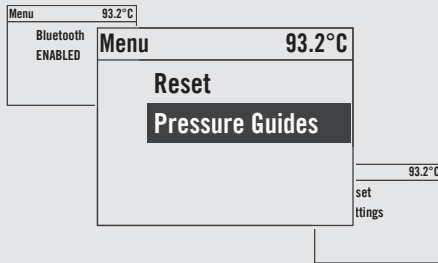 Menu 93.2°C
Bluetooth
ENABLED
Menu 93.2°C
Reset
Pressure Guides
93.2°C
set
ttings